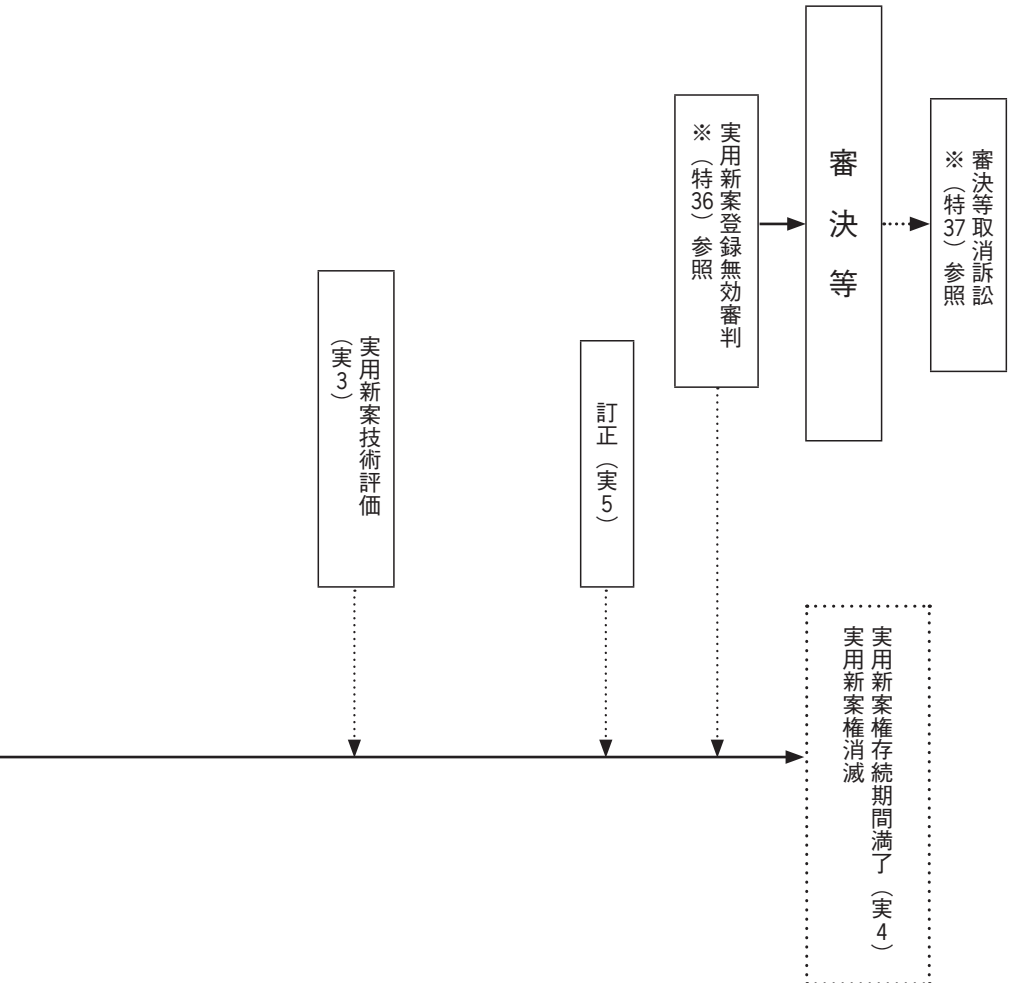 実用新案技術評価
（実3）
訂正（実5）
実用新案登録無効審判
※（特36）参照
審決等
審決等取消訴訟
※（特37）参照
実用新案権存続期間満了（実4）
実用新案権消滅